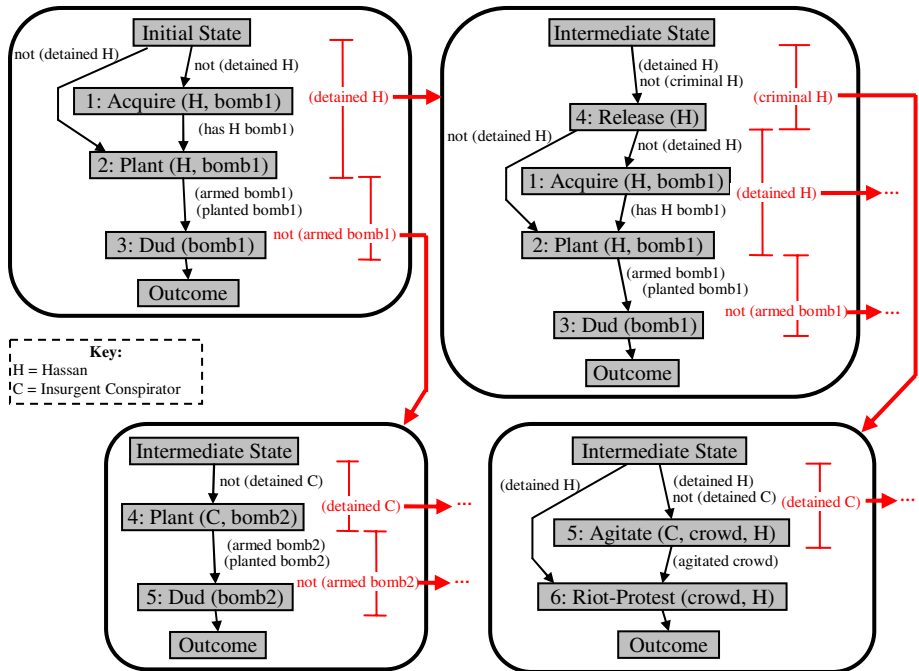 Initial State
not (detained H)
not (detained H)
1: Acquire (H, bomb1)
(has H bomb1)
2: Plant (H, bomb1)
(armed bomb1)
(planted bomb1)
3: Dud (bomb1)
Outcome
(detained H)
not (armed bomb1)
Intermediate State
(detained H)
not (criminal H)
4: Release (H)
not (detained H)
not (detained H)
1: Acquire (H, bomb1)
(has H bomb1)
2: Plant (H, bomb1)
(armed bomb1)
(planted bomb1)
3: Dud (bomb1)
Outcome
(criminal H)
(detained H)
...
not (armed bomb1)
...
Key:
H = Hassan
C = Insurgent Conspirator
Intermediate State
not (detained C)
4: Plant (C, bomb2)
(armed bomb2)
(planted bomb2)
5: Dud (bomb2)
Outcome
(detained C)
...
not (armed bomb2)
...
Intermediate State
(detained H)
(detained H)
not (detained C)
5: Agitate (C, crowd, H)
(agitated crowd)
6: Riot-Protest (crowd, H)
Outcome
(detained C)
...